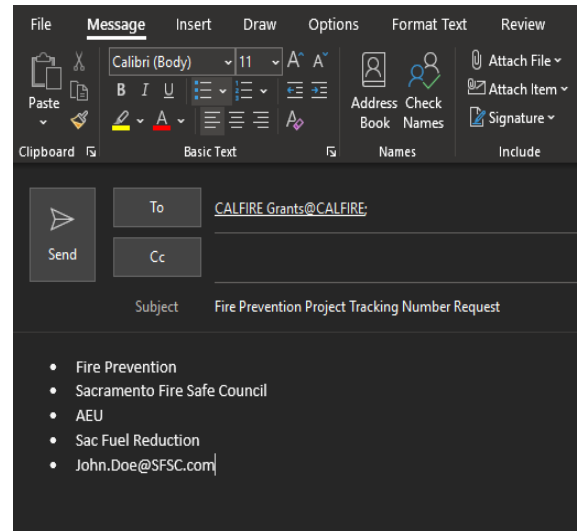 File Message Insert Draw Options Format Text Review
Paste
Clipboard
Calibri (Body) 11 A A
B I U
A A
Basic Text
Address Book
Check Names
Names
Attach File
Attach Item
Signature
Include
Send
To CALFIRE Grants@CALFIRE;
Cc
Subject Fire Prevention Project Tracking Number Request
• Fire Prevention
• Sacramento Fire Safe Council
• AEU
• Sac Fuel Reduction
• John.Doe@SFSC.com